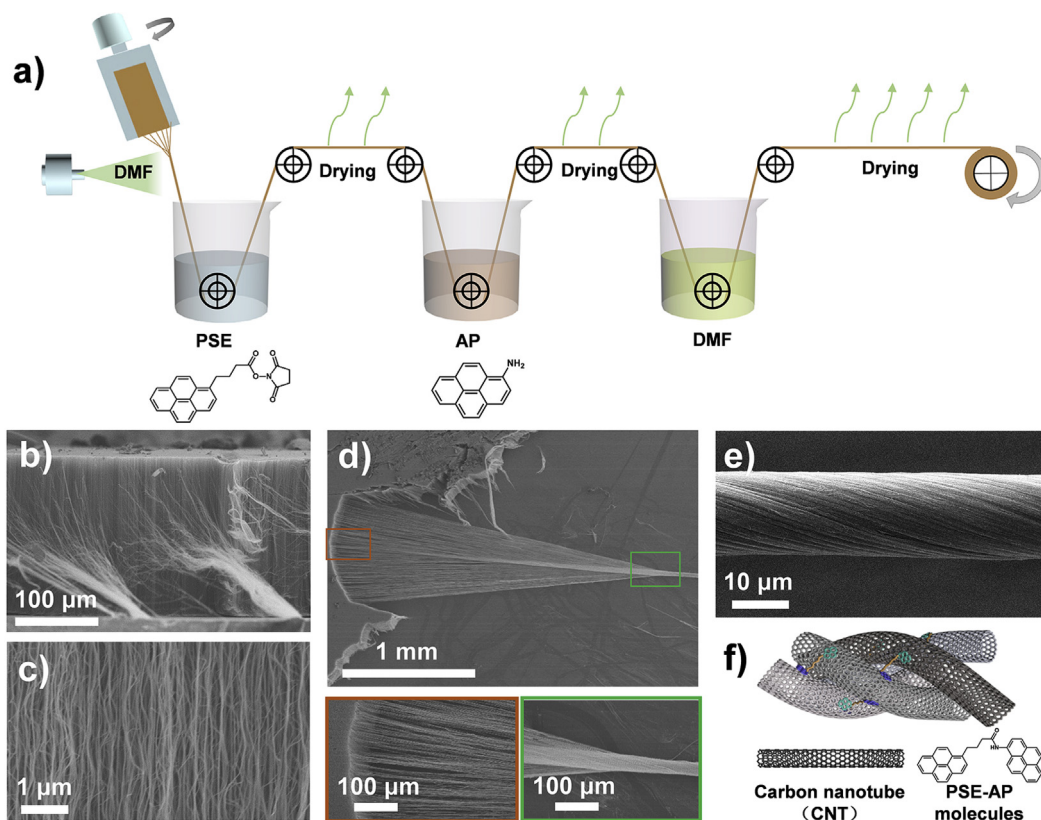 a)
DMF
Drying
Drying
Drying
PSE
AP
DMF
O
O
N
O
O
NH2
b)
100 µm
c)
1 µm
d)
1 mm
100 µm
100 µm
e)
10 µm
f)
O
NH
Carbon nanotube
(CNT)
PSE-AP
molecules